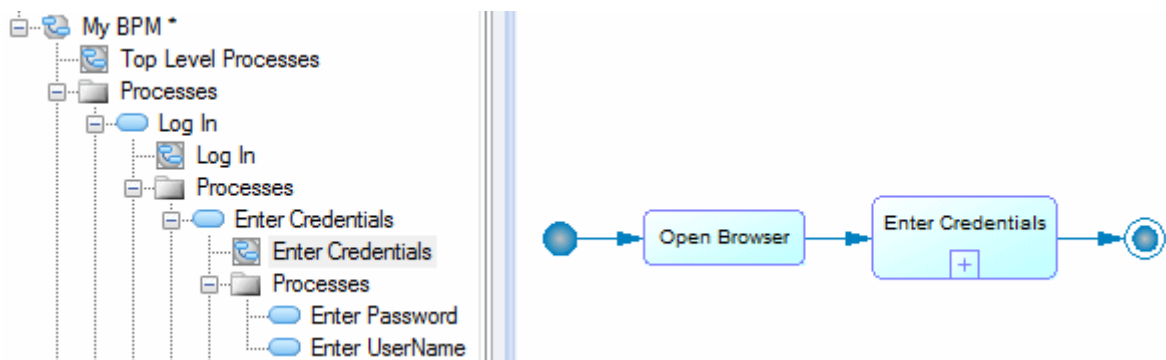 My BPM *
Top Level Processes
Processes
Log In
Log In
Processes
Enter Credentials
Enter Credentials
Processes
Enter Password
Enter UserName
Open Browser
Enter Credentials
+